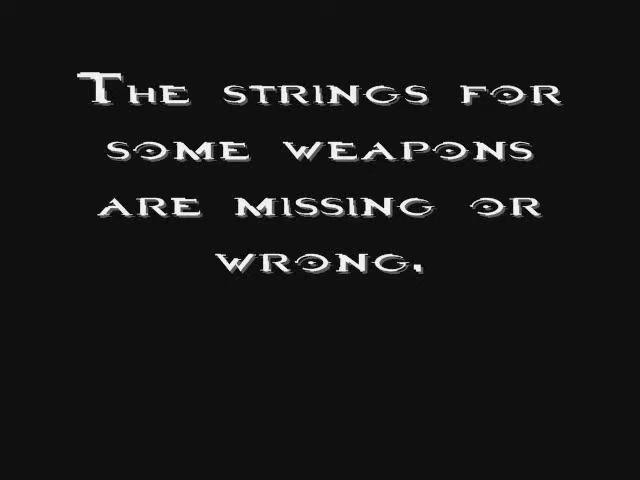 The strings for
some weapons
are missing or
wrong.